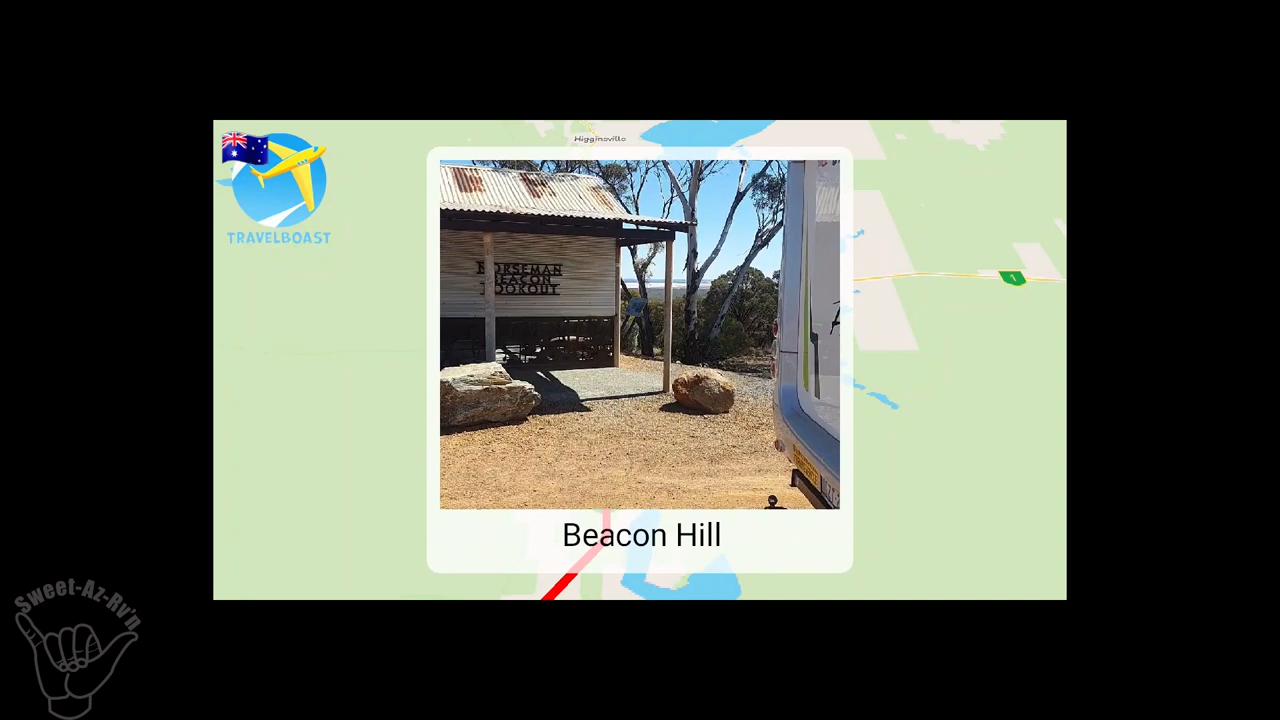 Higginsville
TRAVELBOAST
NORSEMAN
BEACON
LOOKOUT
1
Beacon Hill
Sweet-Az-Rv'n